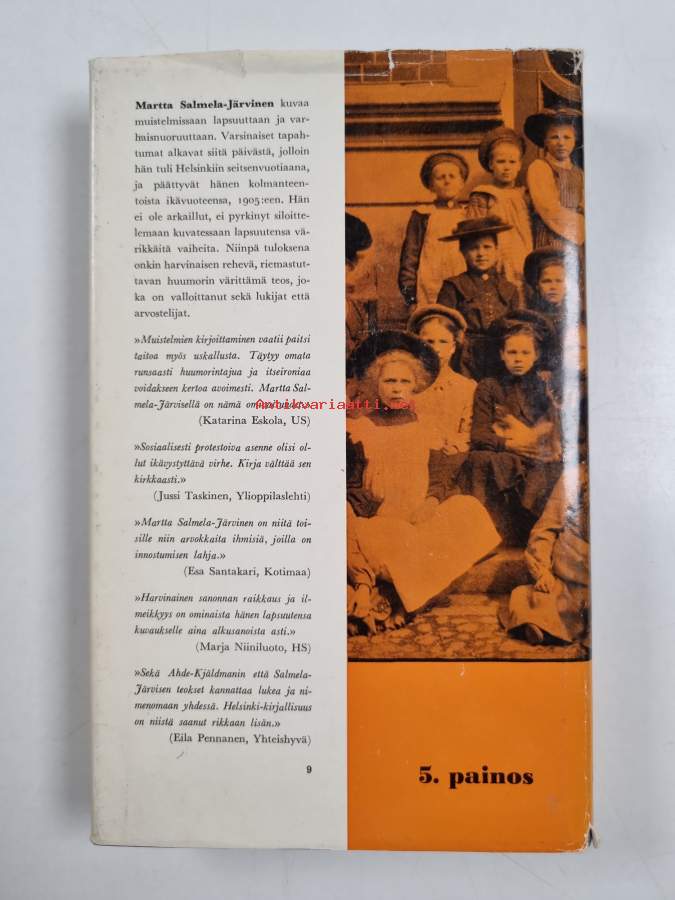 Martta Salmela-Järvinen kuvaa
muistelmissaan lapsuuttaan ja var-
haisnuoruuttaan. Varsinaiset tapah-
tumat alkavat siitä päivästä, jolloin
hän tuli Helsinkiin seitsenvuotiaana,
ja päättyvät hänen kolmanteen-
toista ikävuoteensa, 1905:een. Hän
ei ole arkaillut, ei pyrkinyt siloitte-
lemaan kuvatessaan lapsuutensa vä-
rikkäitä vaiheita. Niinpä tuloksena
onkin harvinaisen rehevä, riemastut-
tavan huumorin värittämä teos, jo-
ka on valloittanut sekä lukijat että
arvostelijat.
»Muistelmien kirjoittaminen vaatii paitsi
taitoa myös uskallusta. Täytyy omata
runsaasti huumorintajua ja itseironiaa
voidakseen kertoa avoimesti. Martta Sal-
mela-Järvisellä on nämä ominaisuudet.»
Antikvariaatti.net
(Katarina Eskola, US)
»Sosiaalisesti protestoiva asenne olisi ol-
lut ikävystyttävä virhe. Kirja välttää sen
kirkkaasti.»
(Jussi Taskinen, Ylioppilaslehti)
»Martta Salmela-Järvinen on niitä toi-
sille niin arvokkaita ihmisiä, joilla on
innostumisen lahja.»
(Esa Santakari, Kotimaa)
»Harvinainen sanonnan raikkaus ja il-
meikkyys on ominaista hänen lapsuutensa
kuvaukselle aina alkusanoista asti.»
(Marja Niiniluoto, HS)
»Sekä Ahde-Kjäldmanin että Salmela-
Järvisen teokset kannattaa lukea ja ni-
menomaan yhdessä. Helsinki-kirjallisuus
on niistä saanut rikkaan lisän.»
(Eila Pennanen, Yhteishyvä)
9
5. painos